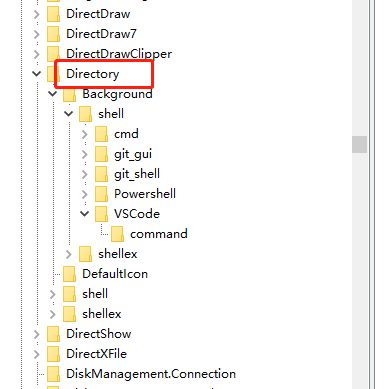 DirectDraw
DirectDraw7
DirectDrawClipper
Directory
Background
shell
cmd
git_gui
git_shell
Powershell
VSCode
command
shellex
DefaultIcon
shell
shellex
DirectShow
DirectXFile
DiskManagement.Connection